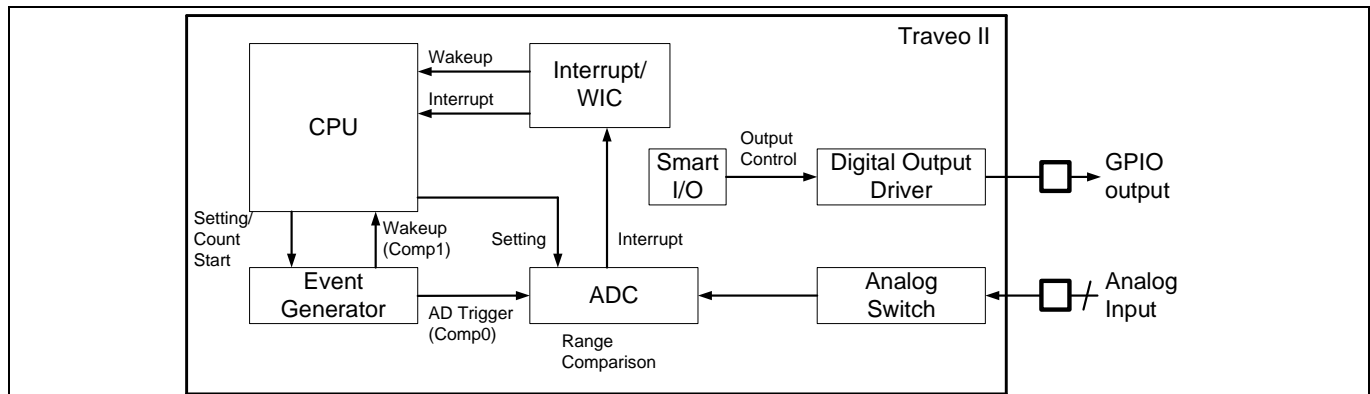 Traveo II
CPU
Wakeup
Interrupt
Interrupt/
WIC
Smart
I/O
Output
Control
Digital Output
Driver
GPIO
output
Setting/
Count
Start
Wakeup
(Comp1)
Setting
Interrupt
Event
Generator
AD Trigger
(Comp0)
ADC
Range
Comparison
Analog
Switch
Analog
Input